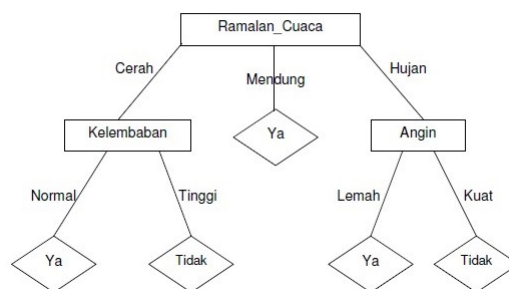 Ramalan_Cuaca
Cerah
Mendung
Hujan
Kelembaban
Ya
Angin
Normal
Tinggi
Lemah
Kuat
Ya
Tidak
Ya
Tidak